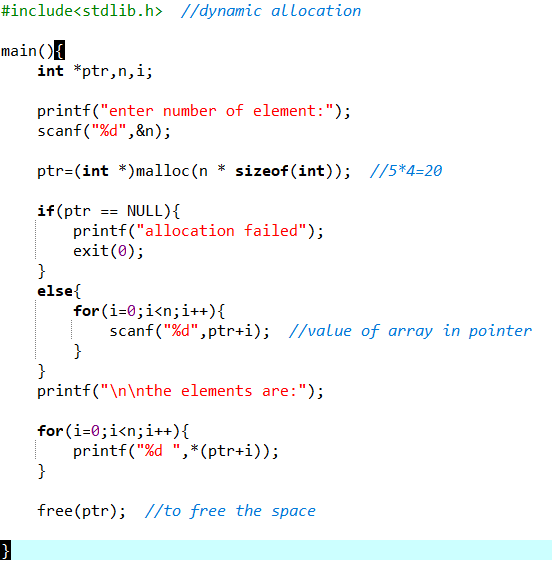 #include<stdlib.h>  //dynamic allocation
main(){
    int *ptr,n,i;
    printf("enter number of element:");
    scanf("%d",&n);
    ptr=(int *)malloc(n * sizeof(int));  //5*4=20
    if(ptr == NULL){
        printf("allocation failed");
        exit(0);
    }
    else{
        for(i=0;i<n;i++){
            scanf("%d",ptr+i);  //value of array in pointer
        }
    }
    printf("\n\nthe elements are:");
    for(i=0;i<n;i++){
        printf("%d ",*(ptr+i));
    }
    free(ptr);  //to free the space
}